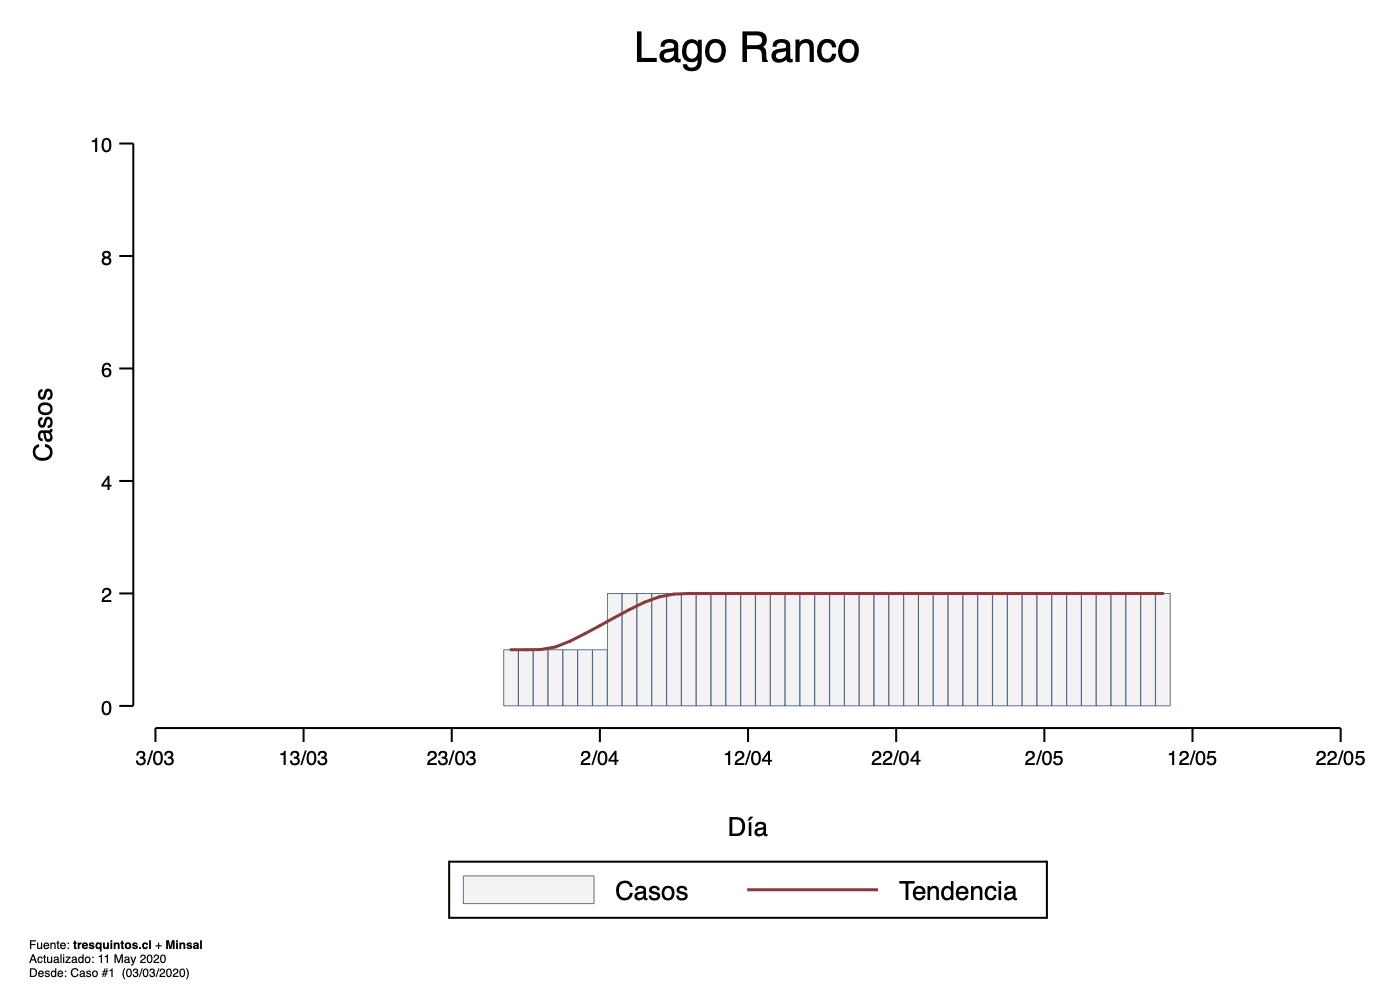 Lago Ranco
10
8
6
4
2
0
Casos
3/03 13/03 23/03 2/04 12/04 22/04 2/05 12/05 22/05
Día
Casos Tendencia
Fuente: tresquintos.cl + Minsal
Actualizado: 11 May 2020
Desde: Caso #1 (03/03/2020)